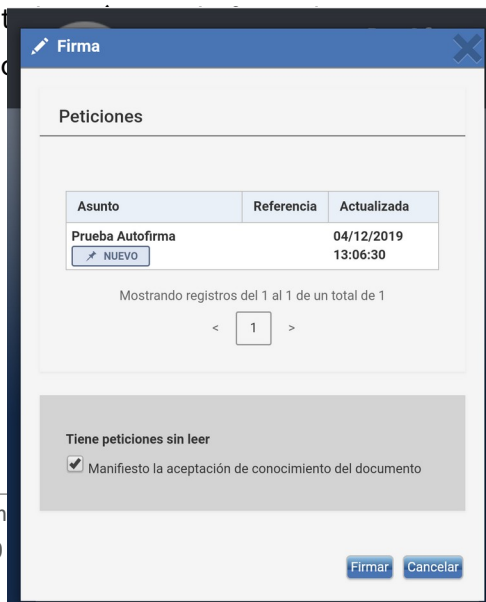 Firma
Peticiones
Asunto Referencia Actualizada
Prueba Autofirma 04/12/2019
NUEVO 13:06:30
Mostrando registros del 1 al 1 de un total de 1
< 1 >
Tiene peticiones sin leer
Manifiesto la aceptación de conocimiento del documento
Firmar Cancelar